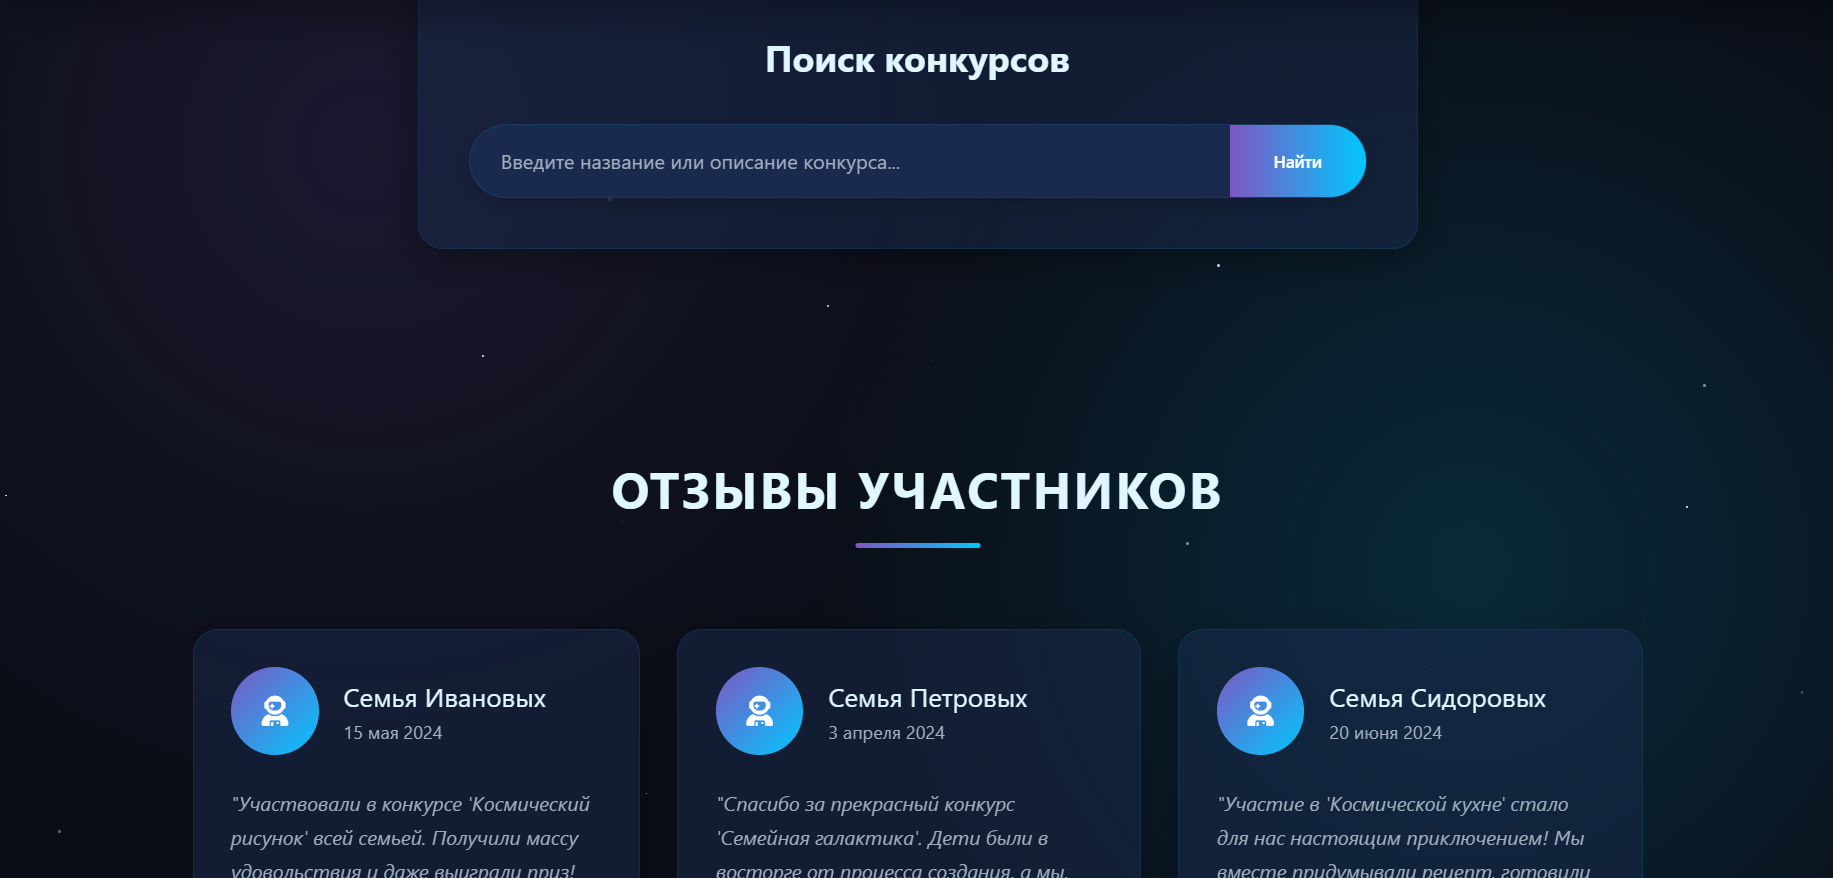 Поиск конкурсов
Введите название или описание конкурса...
Найти
ОТЗЫВЫ УЧАСТНИКОВ
Семья Ивановых
15 мая 2024
"Участвовали в конкурсе 'Космический
рисунок' всей семьей. Получили массу
удовольствия и даже выиграли приз!
Семья Петровых
3 апреля 2024
"Спасибо за прекрасный конкурс
'Семейная галактика'. Дети были в
восторге от процесса создания, а мы,
Семья Сидоровых
20 июня 2024
"Участие в 'Космической кухне' стало
для нас настоящим приключением! Мы
вместе придумывали рецепт, готовили